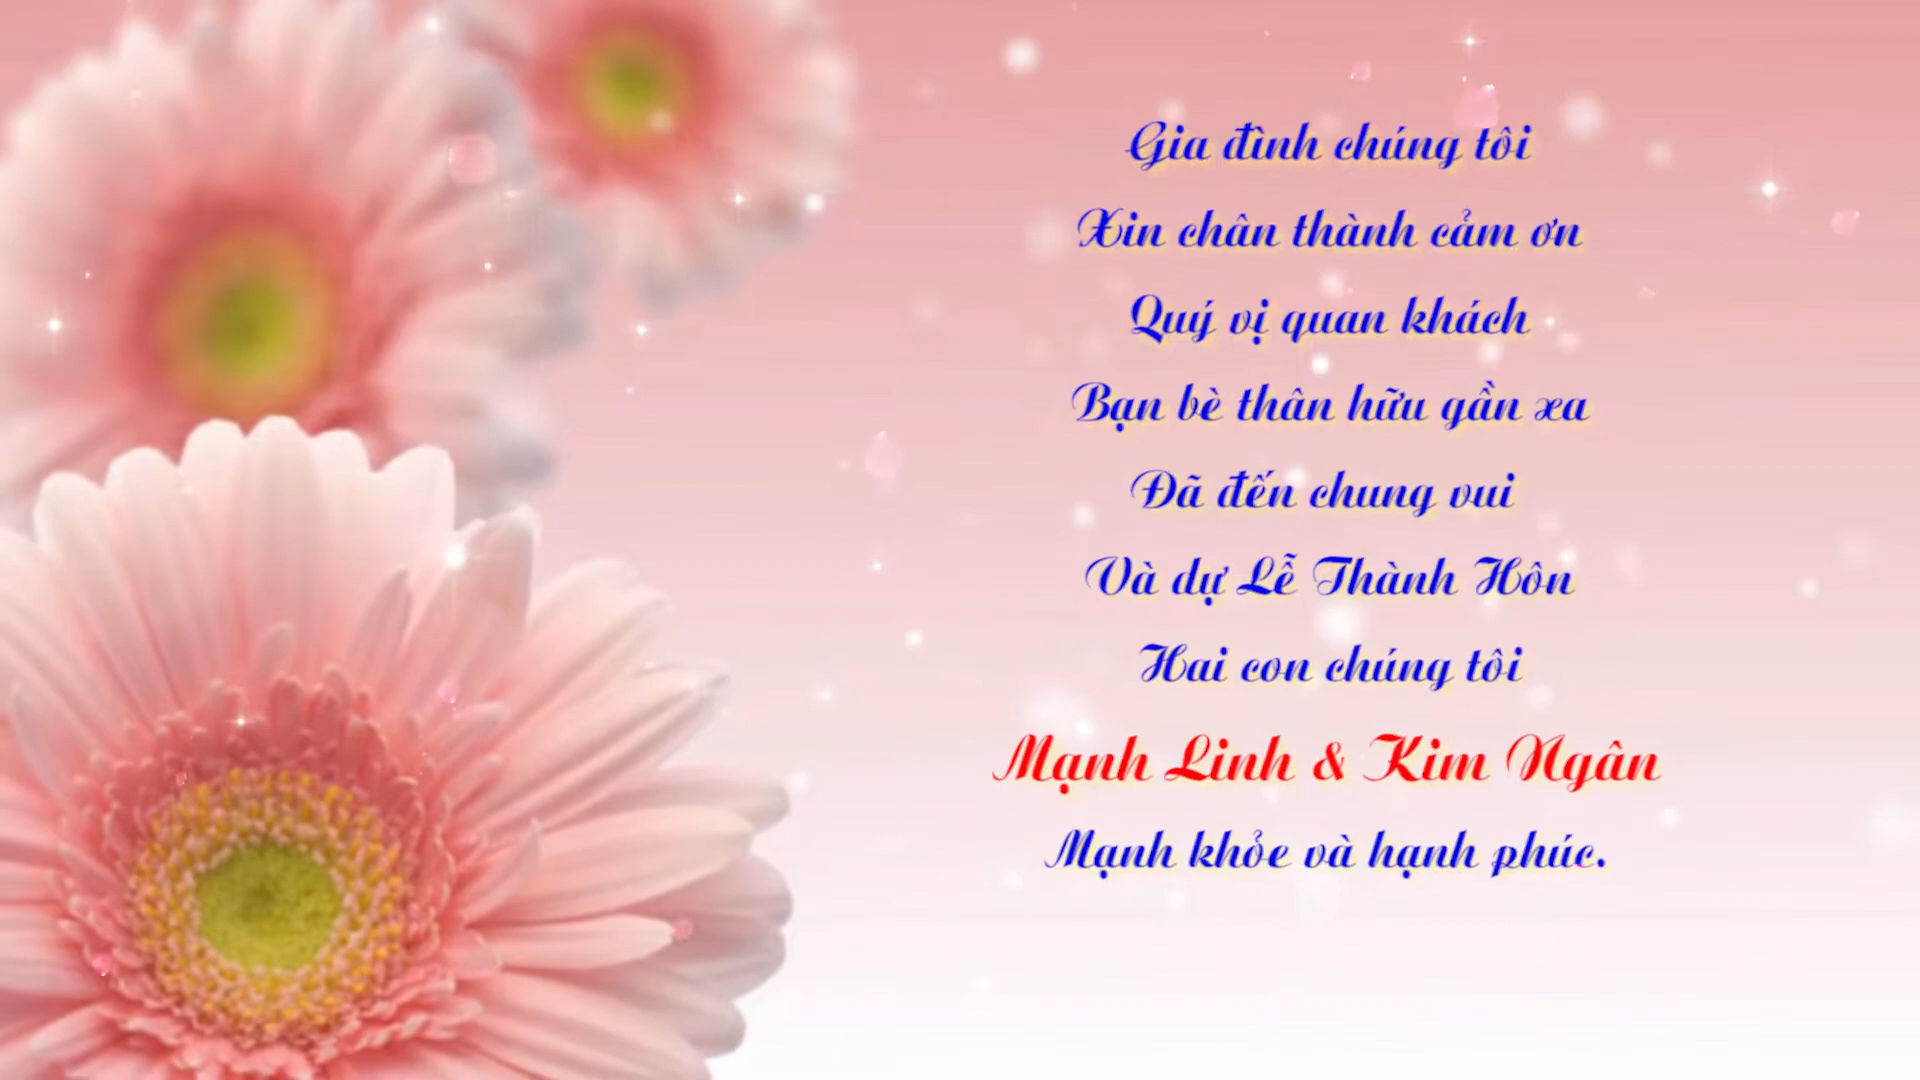 Gia đình chúng tôi
Xin chân thành cảm ơn
Quý vị quan khách
Bạn bè thân hữu gần xa
Đã đến chung vui
Và dự Lễ Thành Hôn
Hai con chúng tôi
Mạnh Linh & Kim Ngân
Mạnh khỏe và hạnh phúc.